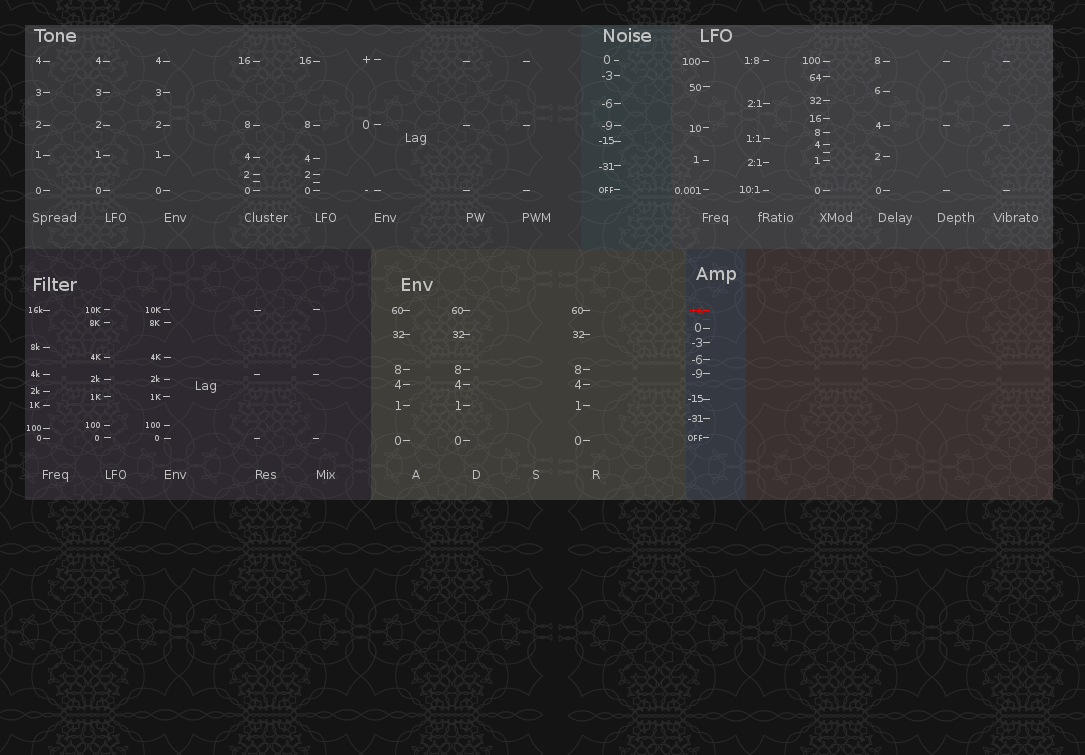 Tone Noise LFO
4 4 4 16 16 + 0 100 1:8 100 8
-3 64
50 6
3 3 3 -6 2:1 32
16
2 2 2 8 8 0 -9 10 8 4
Lag -15 1:1 4
1 1 1 4 4 1 2:1 1 2
2 2 -31
0 0 0 0 0 - OFF 0.001 10:1 0 0
Spread LFO Env Cluster LFO Env PW PWM Freq fRatio XMod Delay Depth Vibrato
Filter Env Amp
16k 10K 10K 60 60 60
8K 8K 0
32 32 32
8k -3
4K 4K -6
4k 2k 2k Lag 8 8 8 -9
2k 4 4 4
1K 1K 1K 1 1 1 -15
100 100 100 -31
0 0 0 0 0 0 OFF
Freq LFO Env Res Mix A D S R